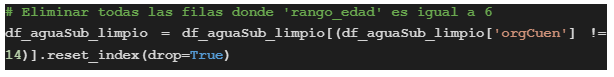 # Eliminar todas las filas donde 'rango_edad' es igual a 6
df_aguaSub_limpio = df_aguaSub_limpio[(df_aguaSub_limpio['orgCuen'] !=
14)].reset_index(drop=True)